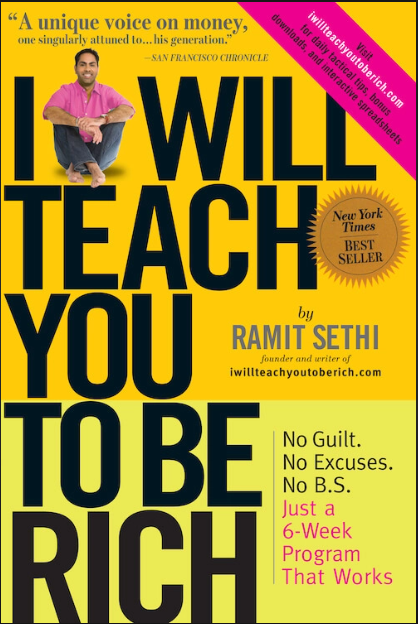 “A unique voice on money,
one singularly attuned to...his generation.”
—SAN FRANCISCO CHRONICLE
Visit
iwillteachyoutoberich.com
for daily tactical tips, bonus
downloads, and interactive spreadsheets
I WILL
TEACH
YOU
TO BE
RICH
New York
Times
BEST
SELLER
by
RAMIT SETHI
founder and writer of
iwillteachyoutoberich.com
No Guilt.
No Excuses.
No B.S.
Just a
6-Week
Program
That Works